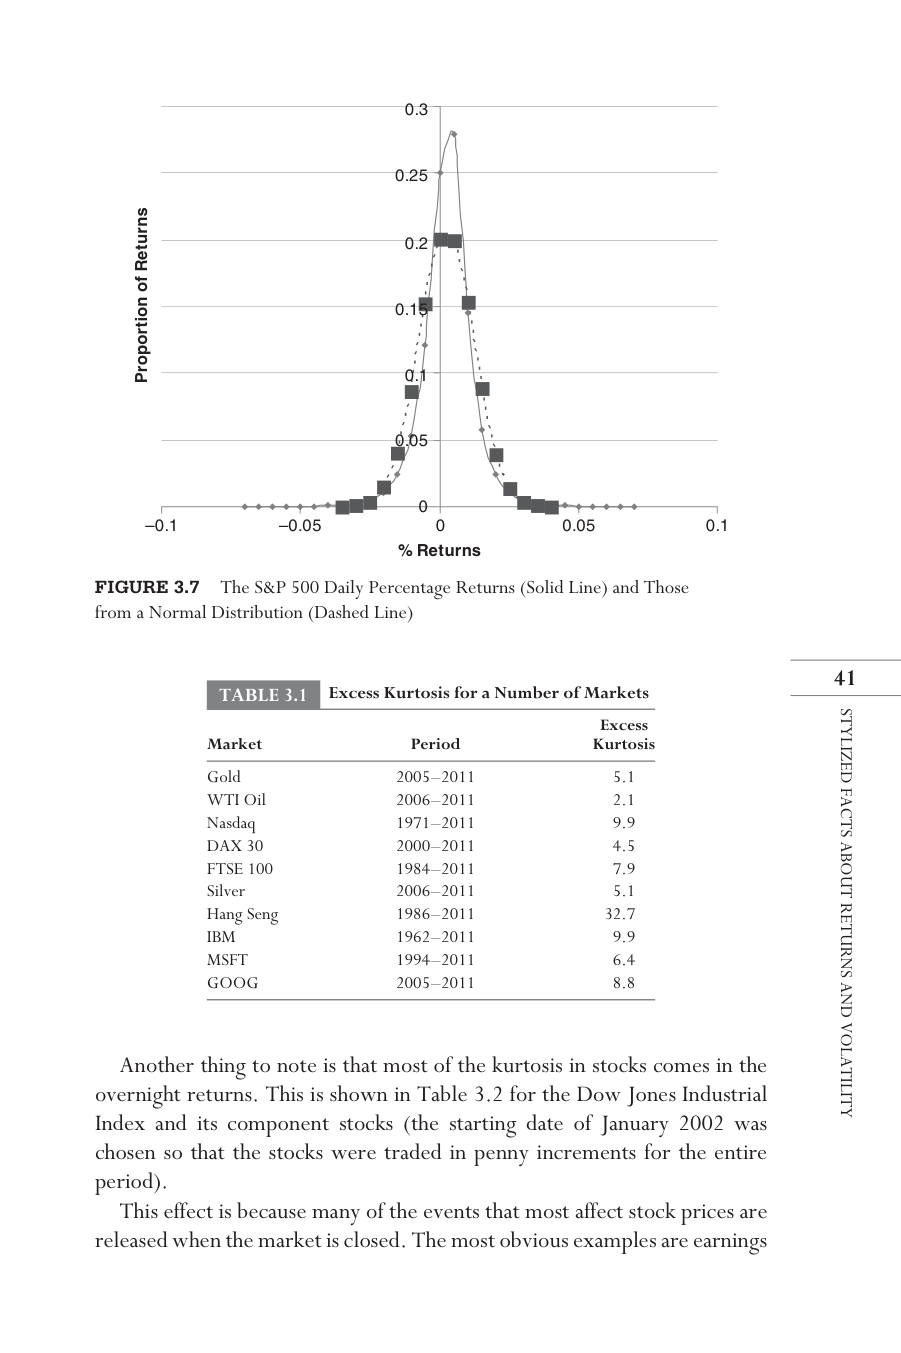 0.3
0.25
0.2
0.15
0.1
0.05
0
–0.1
–0.05
0
0.05
0.1
Proportion of Returns
% Returns
FIGURE 3.7 The S&P 500 Daily Percentage Returns (Solid Line) and Those
from a Normal Distribution (Dashed Line)
TABLE 3.1 Excess Kurtosis for a Number of Markets
Market Period Excess Kurtosis
Gold 2005–2011 5.1
WTI Oil 2006–2011 2.1
Nasdaq 1971–2011 9.9
DAX 30 2000–2011 4.5
FTSE 100 1984–2011 7.9
Silver 2006–2011 5.1
Hang Seng 1986–2011 32.7
IBM 1962–2011 9.9
MSFT 1994–2011 6.4
GOOG 2005–2011 8.8
Another thing to note is that most of the kurtosis in stocks comes in the
overnight returns. This is shown in Table 3.2 for the Dow Jones Industrial
Index and its component stocks (the starting date of January 2002 was
chosen so that the stocks were traded in penny increments for the entire
period).
This effect is because many of the events that most affect stock prices are
released when the market is closed. The most obvious examples are earnings
41
STYLIZED FACTS ABOUT RETURNS AND VOLATILITY